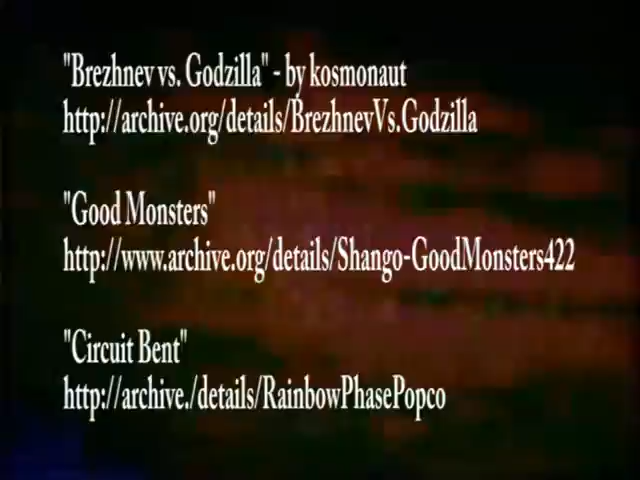 "Brezhnev vs. Godzilla" - by kosmonaut
http://archive.org/details/BrezhnevVs.Godzilla
"Good Monsters"
http://www.archive.org/details/Shango-GoodMonsters422
"Circuit Bent"
http://archive./details/RainbowPhasePopco